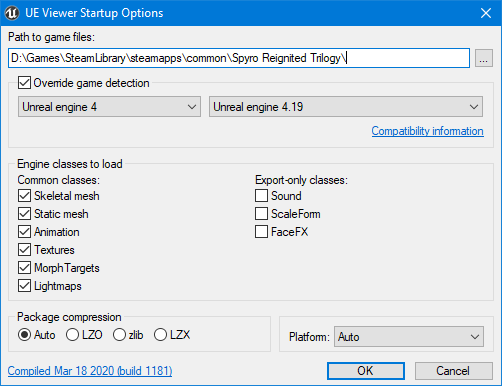 UE Viewer Startup Options
Path to game files:
D:\Games\SteamLibrary\steamapps\common\Spyro Reignited Trilogy\
...
Override game detection
Unreal engine 4 Unreal engine 4.19
Compatibility information
Engine classes to load
Common classes: Export-only classes:
Skeletal mesh Sound
Static mesh ScaleForm
Animation FaceFX
Textures
MorphTargets
Lightmaps
Package compression
Auto LZO zlib LZX Platform: Auto
Compiled Mar 18 2020 (build 1181) OK Cancel